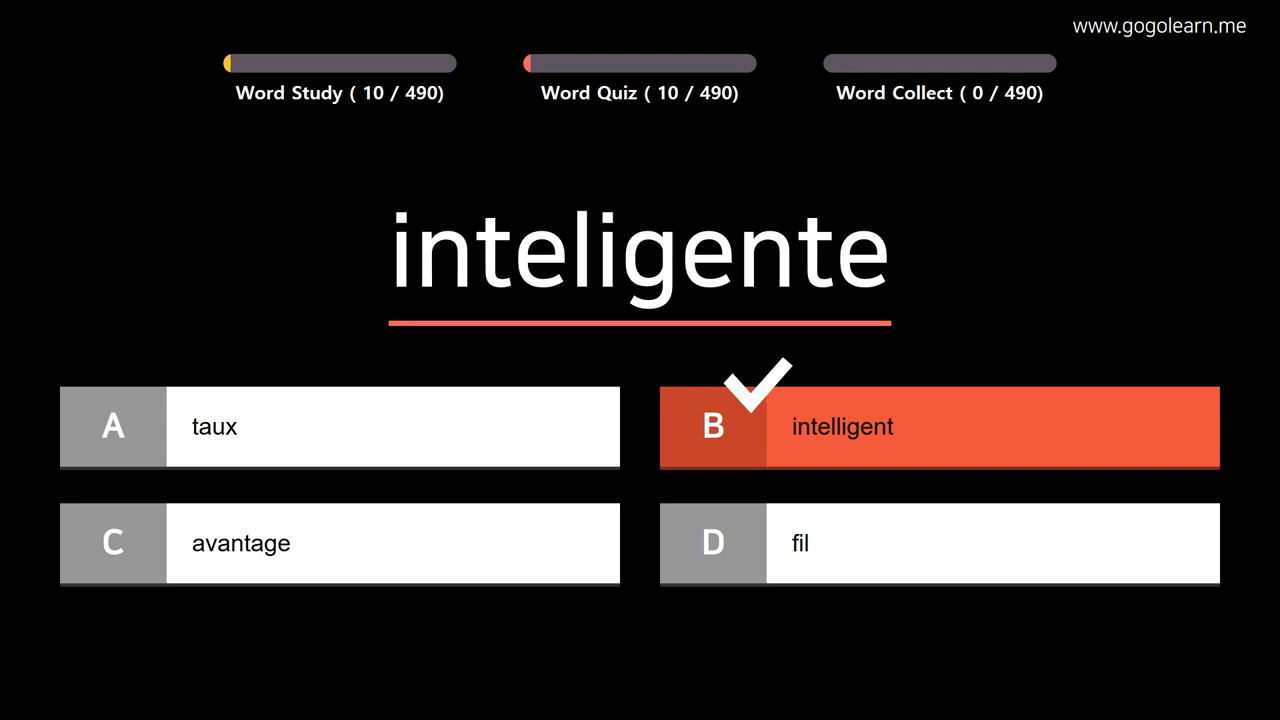 www.gogolearn.me
Word Study ( 10 / 490)
Word Quiz ( 10 / 490)
Word Collect ( 0 / 490)
inteligente
A taux
B intelligent
C avantage
D fil